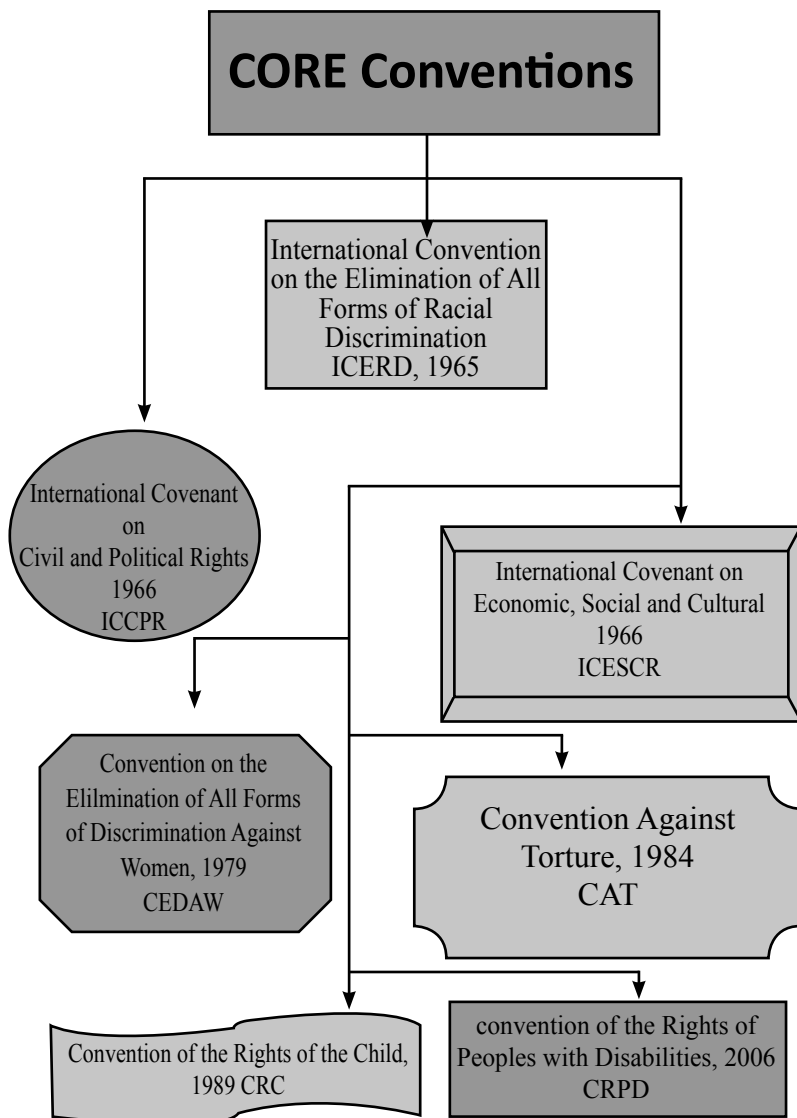 CORE Conventions
International Convention
on the Elimination of All
Forms of Racial
Discrimination
ICERD, 1965
International Covenant
on
Civil and Political Rights
1966
ICCPR
International Covenant on
Economic, Social and Cultural
1966
ICESCR
Convention on the
Elilmination of All Forms
of Discrimination Against
Women, 1979
CEDAW
Convention Against
Torture, 1984
CAT
Convention of the Rights of the Child,
1989 CRC
convention of the Rights of
Peoples with Disabilities, 2006
CRPD